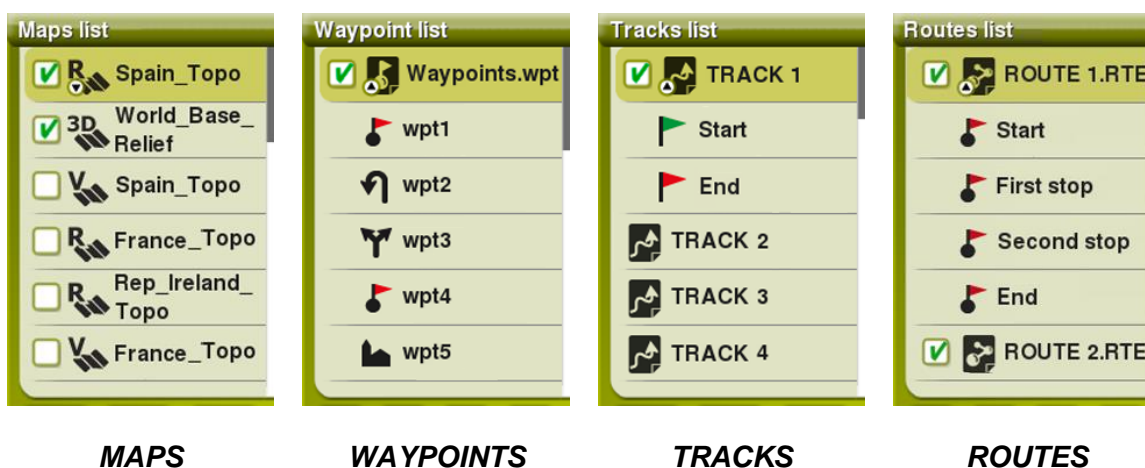 Maps list
R Spain_Topo
3D World_Base_
Relief
V Spain_Topo
R France_Topo
R Rep_Ireland_
Topo
V France_Topo
MAPS
Waypoint list
Waypoints.wpt
wpt1
wpt2
wpt3
wpt4
wpt5
WAYPOINTS
Tracks list
TRACK 1
Start
End
TRACK 2
TRACK 3
TRACK 4
TRACKS
Routes list
ROUTE 1.RTE
Start
First stop
Second stop
End
ROUTE 2.RTE
ROUTES